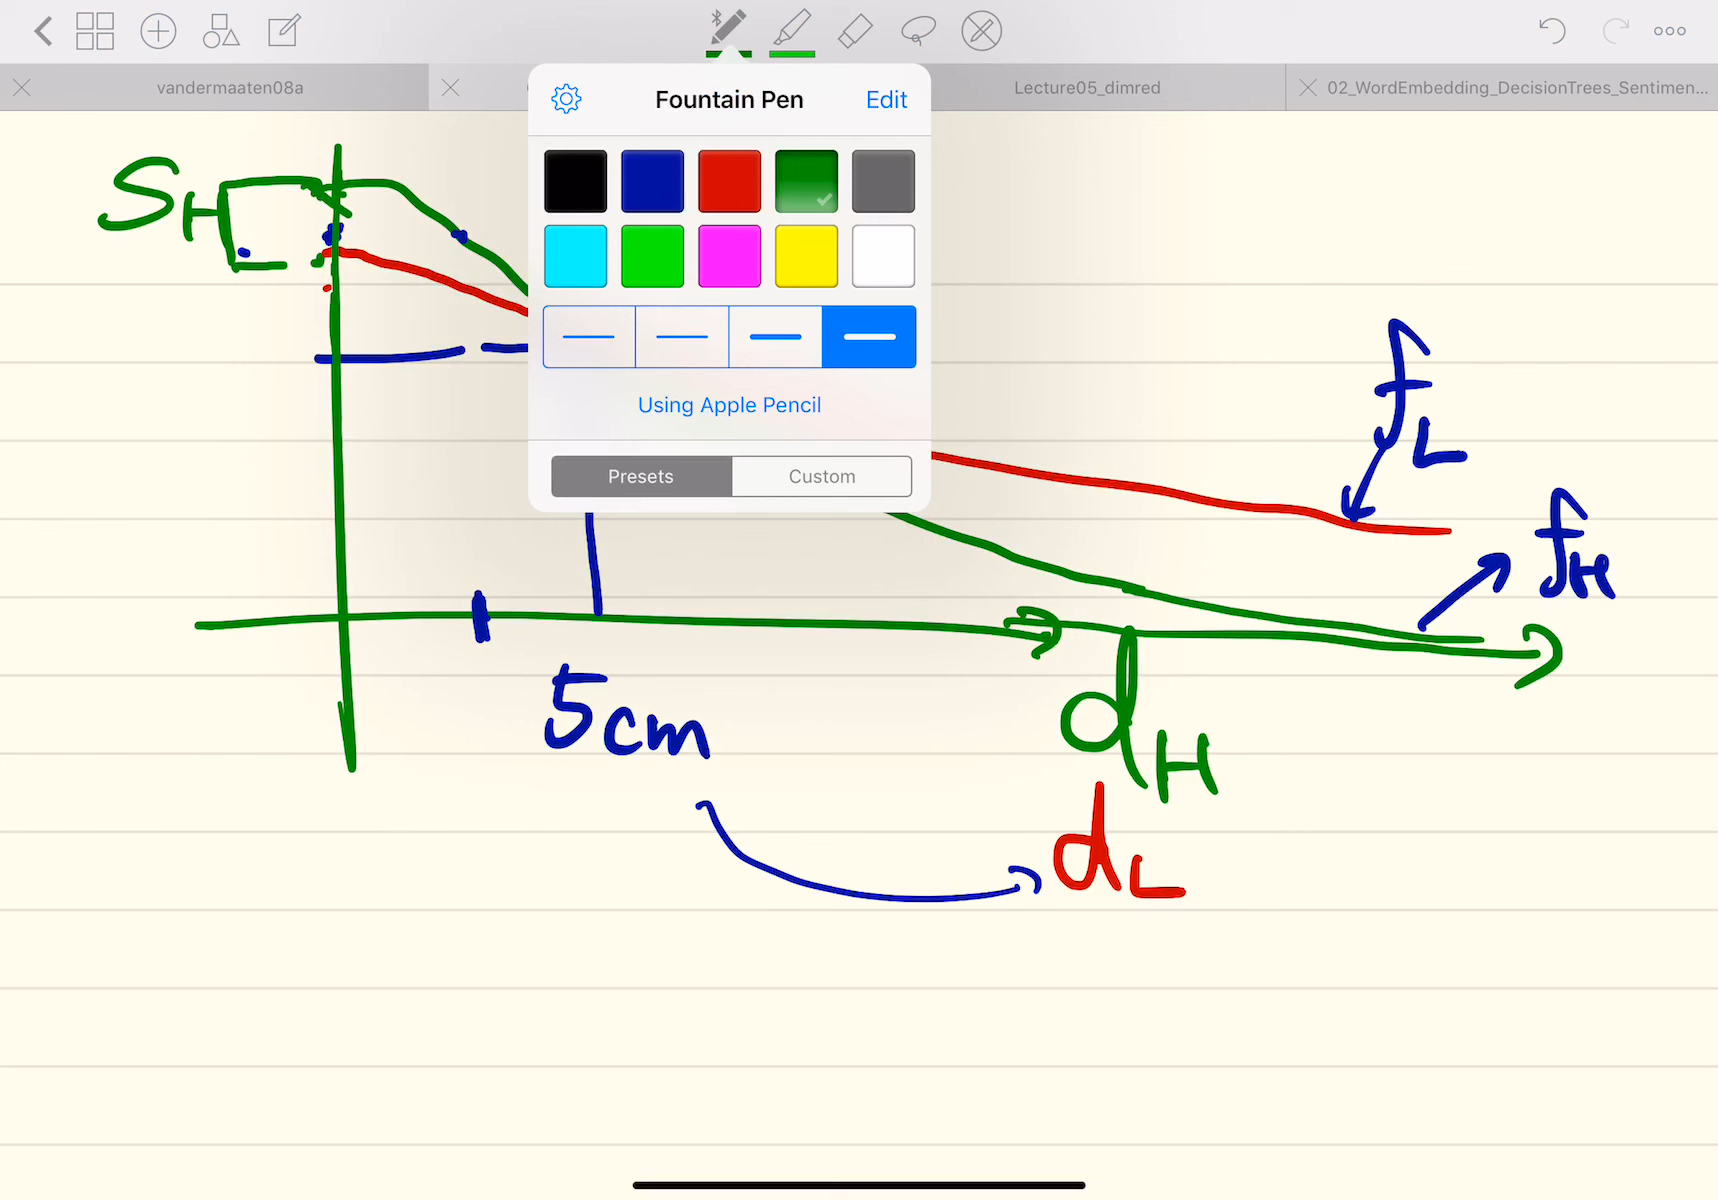 vandermaaten08a
Lecture05_dimred
02_WordEmbedding_DecisionTrees_Sentimen...
Fountain Pen
Edit
Using Apple Pencil
Presets
Custom
SH
fL
fH
5cm
dH
dL